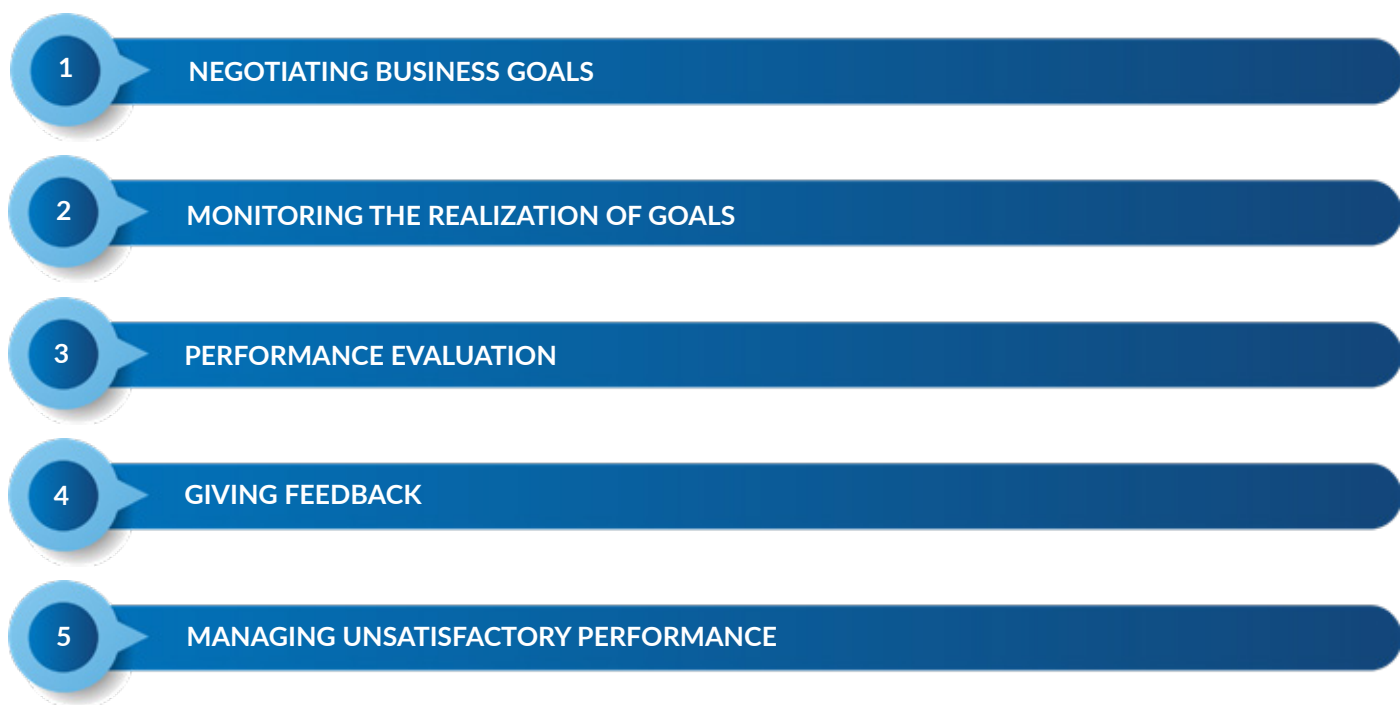 1 NEGOTIATING BUSINESS GOALS
2 MONITORING THE REALIZATION OF GOALS
3 PERFORMANCE EVALUATION
4 GIVING FEEDBACK
5 MANAGING UNSATISFACTORY PERFORMANCE